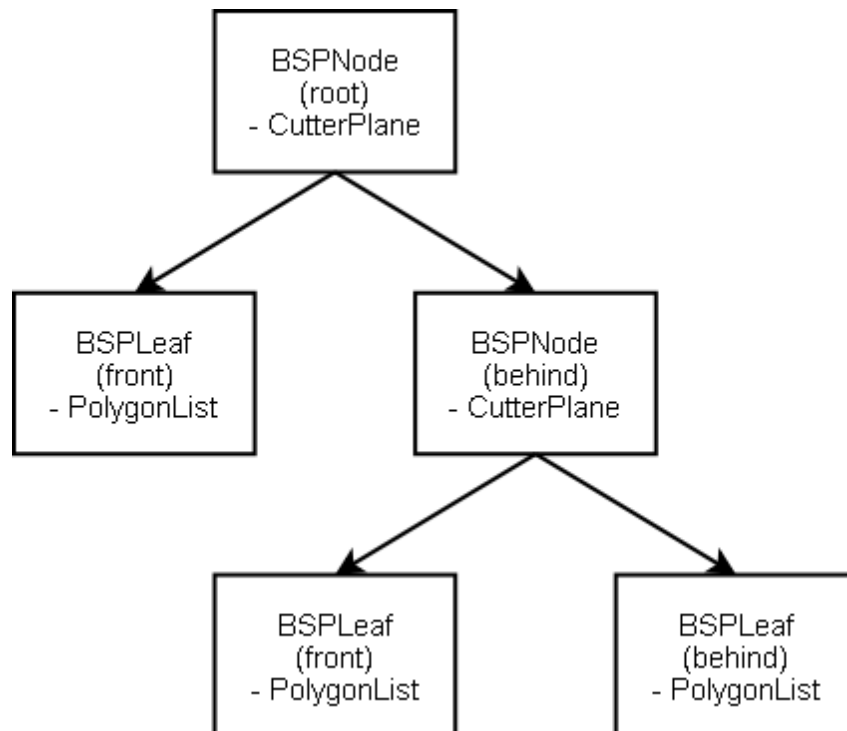 BSPNode
(root)
- CutterPlane
BSPLeaf
(front)
- PolygonList
BSPNode
(behind)
- CutterPlane
BSPLeaf
(front)
- PolygonList
BSPLeaf
(behind)
- PolygonList